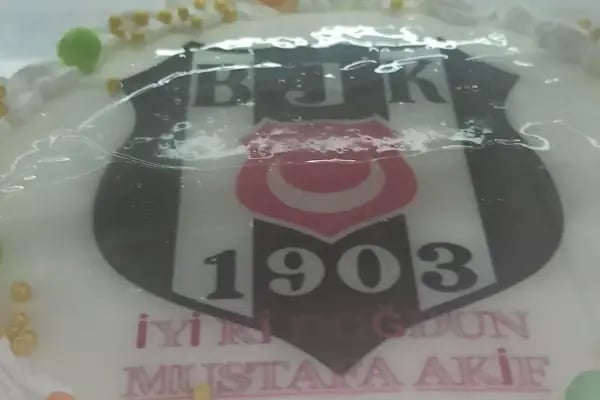 BJK
1903
İYİ Kİ DOĞDUN
MUSTAFA AKİF